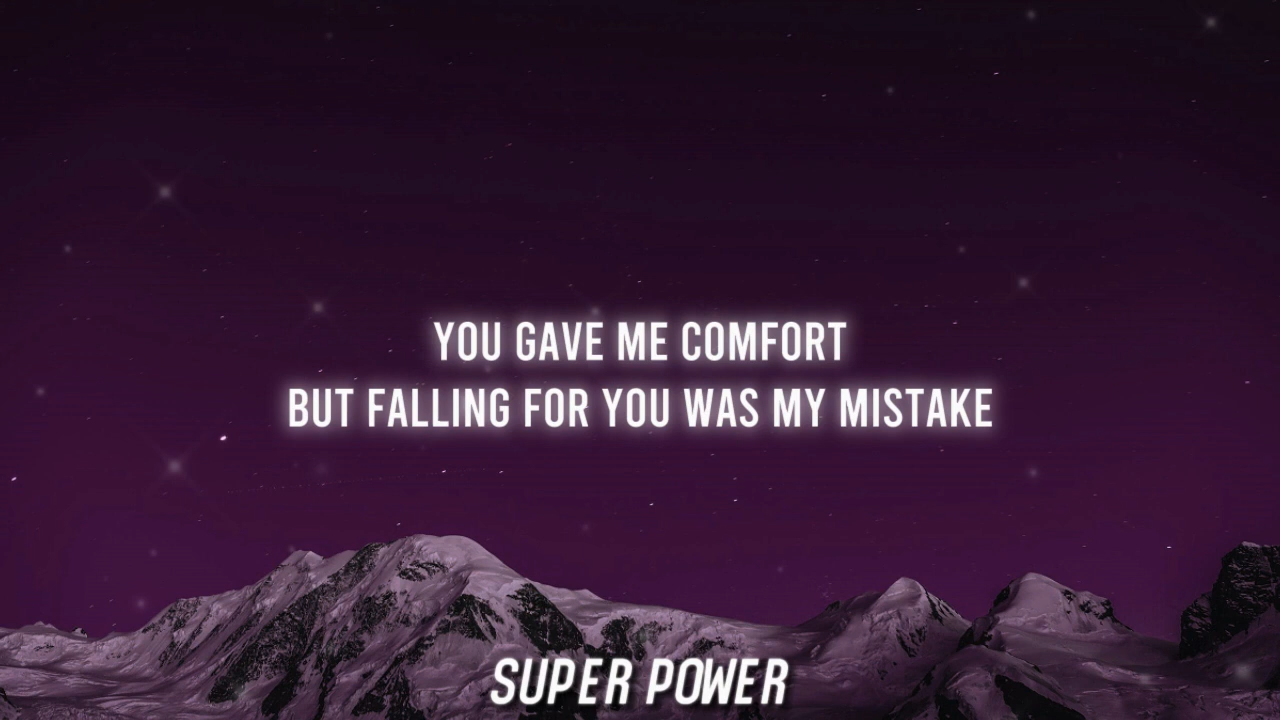 YOU GAVE ME COMFORT
BUT FALLING FOR YOU WAS MY MISTAKE
SUPER POWER